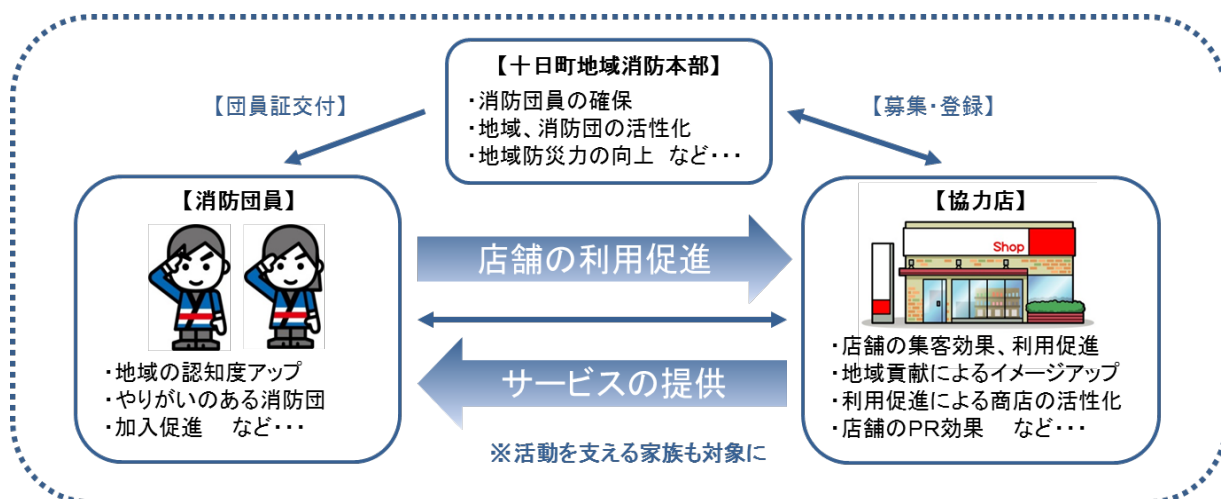 【十日町地域消防本部】
・消防団員の確保
・地域、消防団の活性化
・地域防災力の向上 など・・・
【団員証交付】
【募集・登録】
【消防団員】
・地域の認知度アップ
・やりがいのある消防団
・加入促進 など・・・
店舗の利用促進
サービスの提供
※活動を支える家族も対象に
【協力店】
Shop
・店舗の集客効果、利用促進
・地域貢献によるイメージアップ
・利用促進による商店の活性化
・店舗のPR効果 など・・・